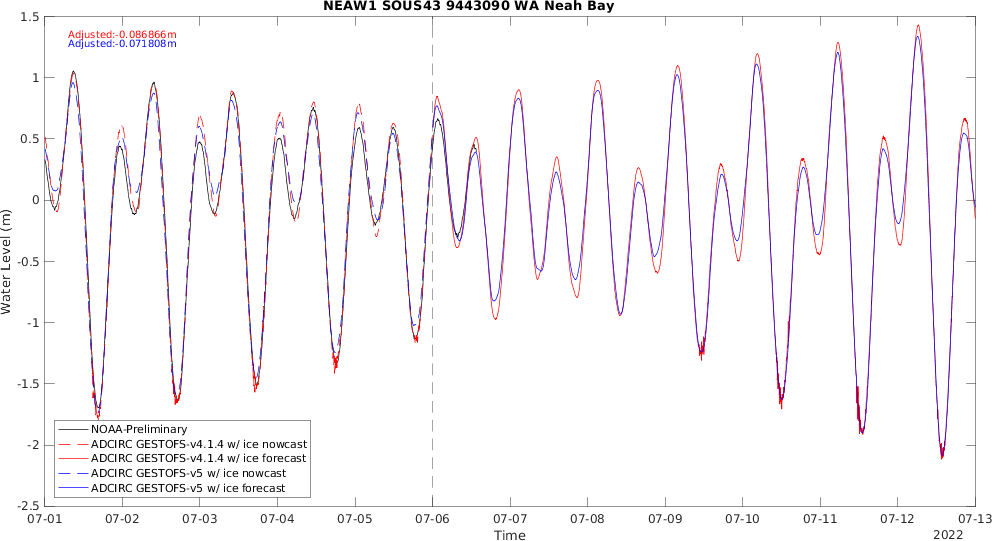 NEAW1 SOUS43 9443090 WA Neah Bay
Adjusted:-0.086866m
Adjusted:-0.071808m
1.5
1
0.5
0
-0.5
-1
-1.5
-2
-2.5
Water Level (m)
NOAA-Preliminary
ADCIRC GESTOFS-v4.1.4 w/ ice nowcast
ADCIRC GESTOFS-v4.1.4 w/ ice forecast
ADCIRC GESTOFS-v5 w/ ice nowcast
ADCIRC GESTOFS-v5 w/ ice forecast
07-01 07-02 07-03 07-04 07-05 07-06 07-07 07-08 07-09 07-10 07-11 07-12 07-13
Time
2022